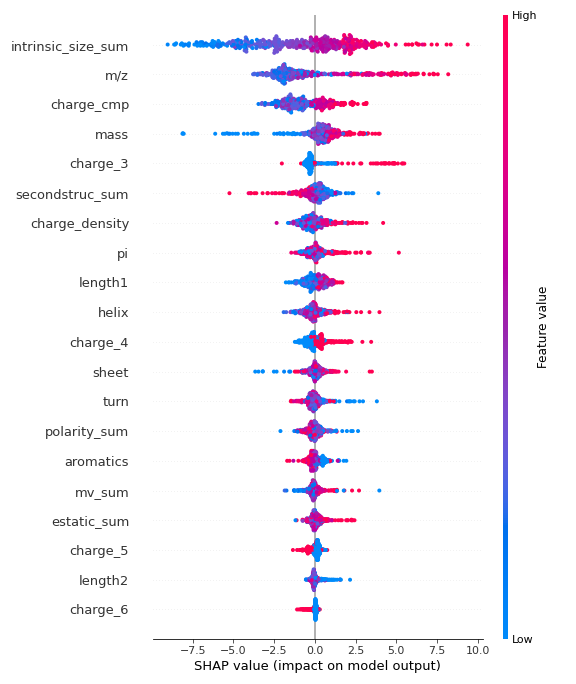 High
intrinsic_size_sum
m/z
charge_cmp
mass
charge_3
secondstruc_sum
charge_density
pi
length1
helix
charge_4
sheet
turn
polarity_sum
aromatics
mv_sum
estatic_sum
charge_5
length2
charge_6
Feature value
Low
−7.5 −5.0 −2.5 0.0 2.5 5.0 7.5 10.0
SHAP value (impact on model output)